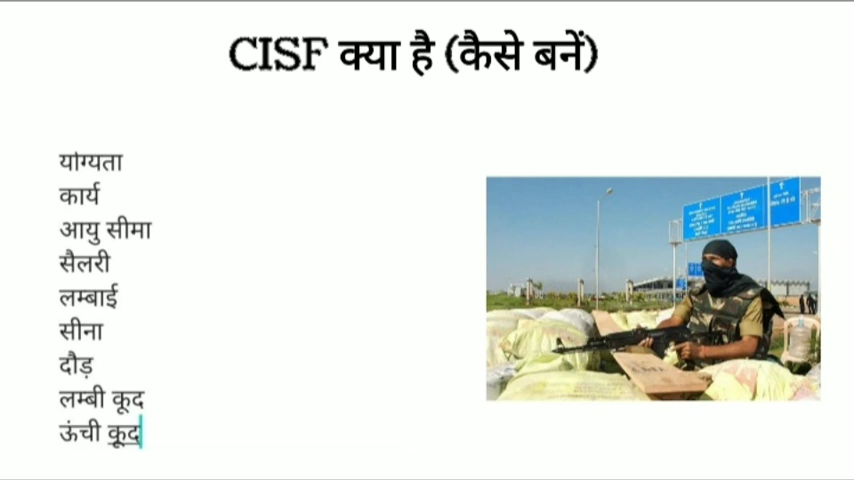 CISF क्या है (कैसे बनें)
योग्यता
कार्य
आयु सीमा
सैलरी
लम्बाई
सीना
दौड़
लम्बी कूद
ऊंची कूद